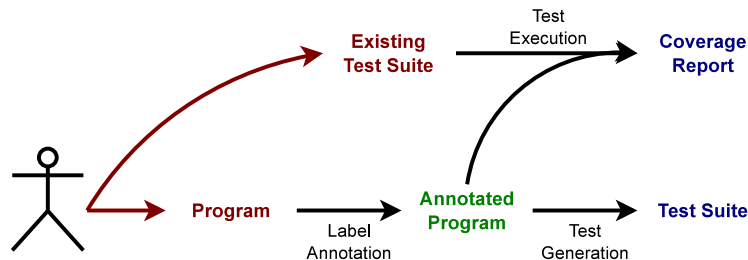 Test
Execution
Existing
Test Suite
Coverage
Report
Program
Label
Annotation
Annotated
Program
Test
Generation
Test Suite